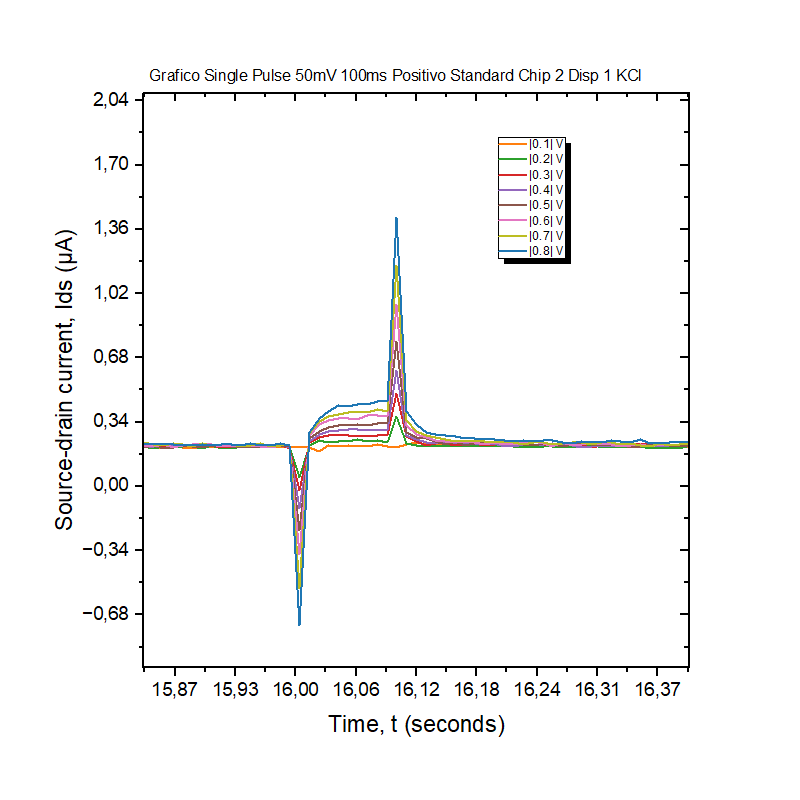 Grafico Single Pulse 50mV 100ms Positivo Standard Chip 2 Disp 1 KCl
2,04
1,70
1,36
1,02
0,68
0,34
0,00
−0,34
−0,68
Source-drain current, Ids (µA)
|0.1| V
|0.2| V
|0.3| V
|0.4| V
|0.5| V
|0.6| V
|0.7| V
|0.8| V
15,87 15,93 16,00 16,06 16,12 16,18 16,24 16,31 16,37
Time, t (seconds)